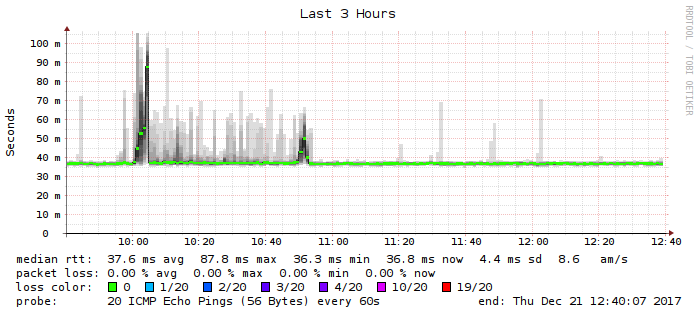 Last 3 Hours
RRDTOOL / TOBI OETIKER
Seconds
100 m
90 m
80 m
70 m
60 m
50 m
40 m
30 m
20 m
10 m
0
10:00 10:20 10:40 11:00 11:20 11:40 12:00 12:20 12:40
median rtt: 37.6 ms avg 87.8 ms max 36.3 ms min 36.8 ms now 4.4 ms sd 8.6 am/s
packet loss: 0.00 % avg 0.00 % max 0.00 % min 0.00 % now
loss color: 0 1/20 2/20 3/20 4/20 10/20 19/20
probe: 20 ICMP Echo Pings (56 Bytes) every 60s end: Thu Dec 21 12:40:07 2017